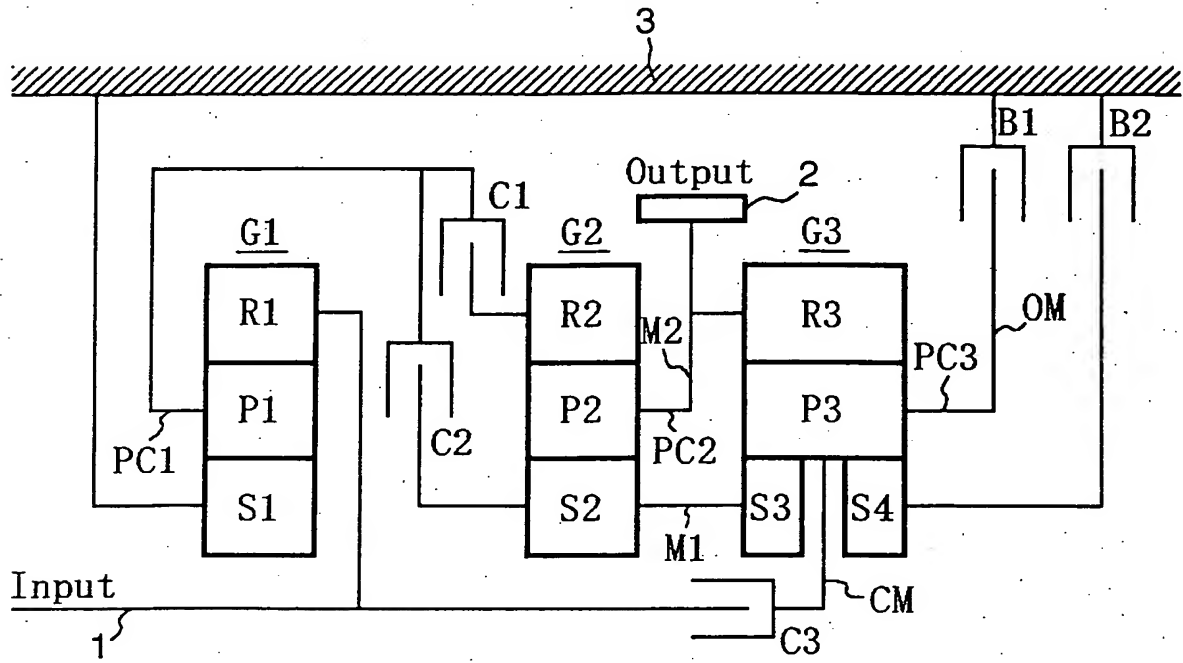 3
B1
B2
Output
2
C1
G1
G2
G3
R1
R2
R3
OM
M2
PC3
P1
P2
P3
PC1
C2
PC2
S1
S2
S3
S4
M1
Input
CM
1
C3